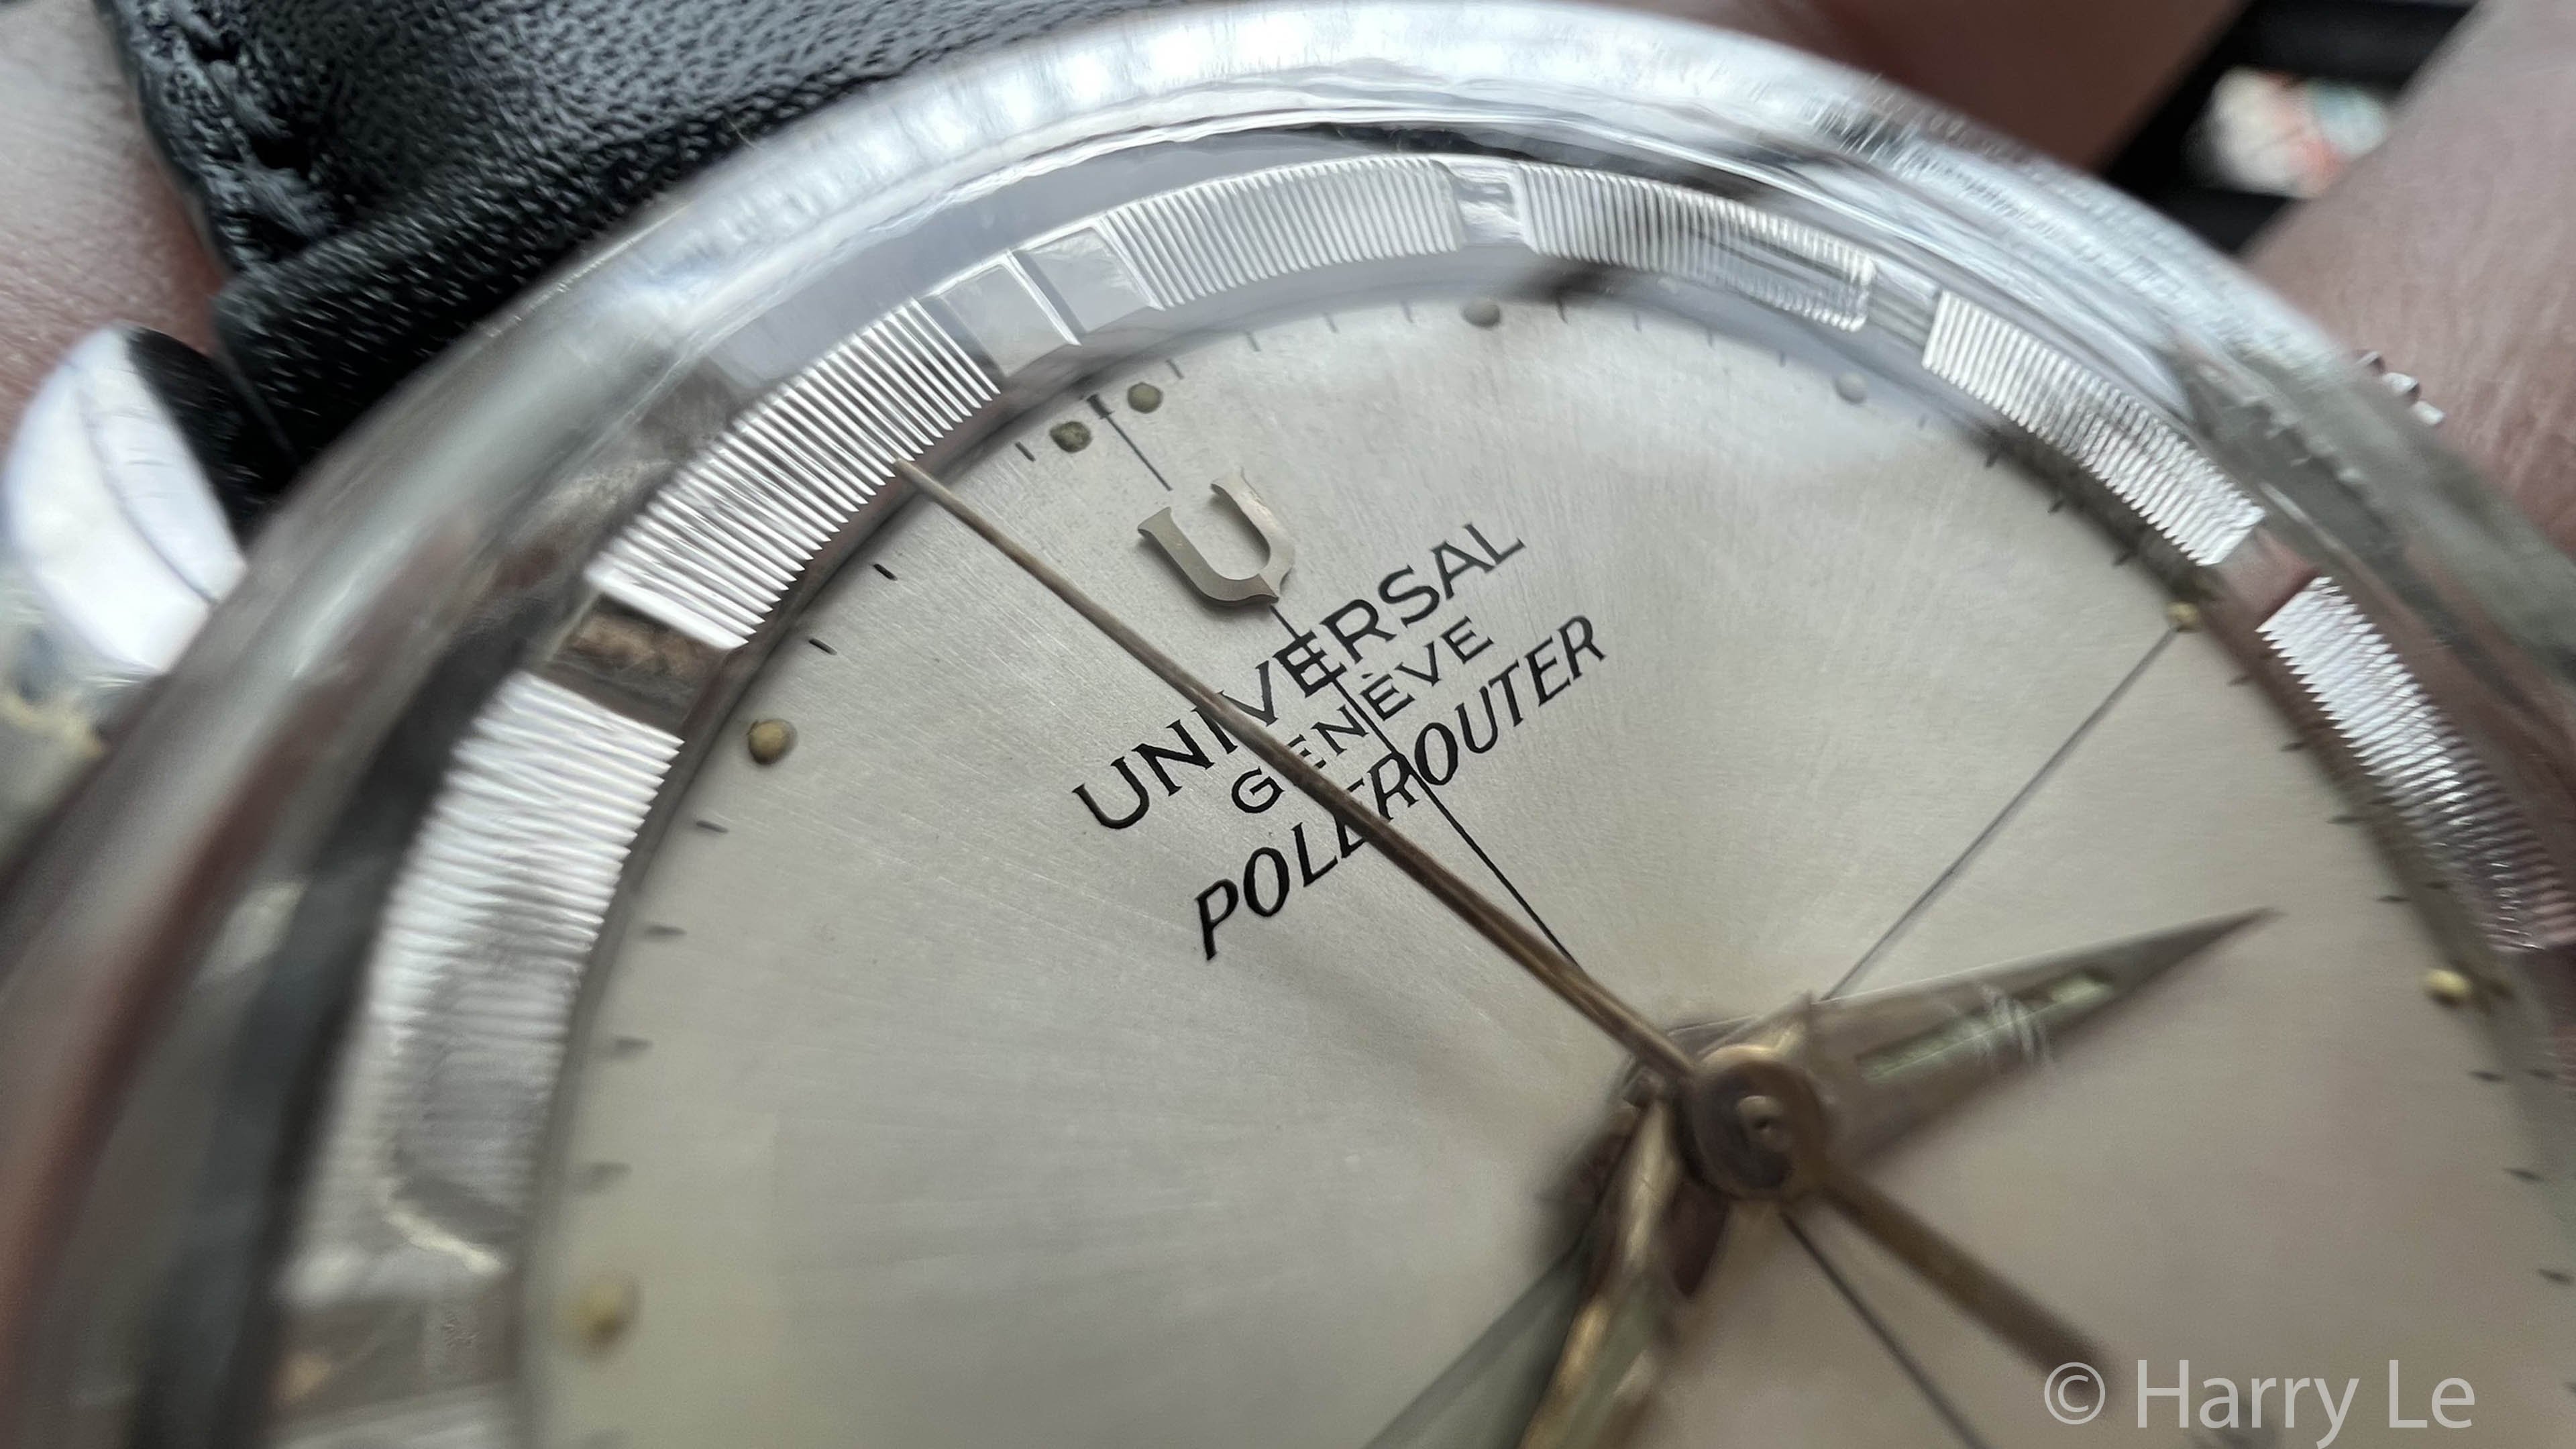 U
UNIVERSAL
GENÈVE
POLEROUTER
© Harry Le